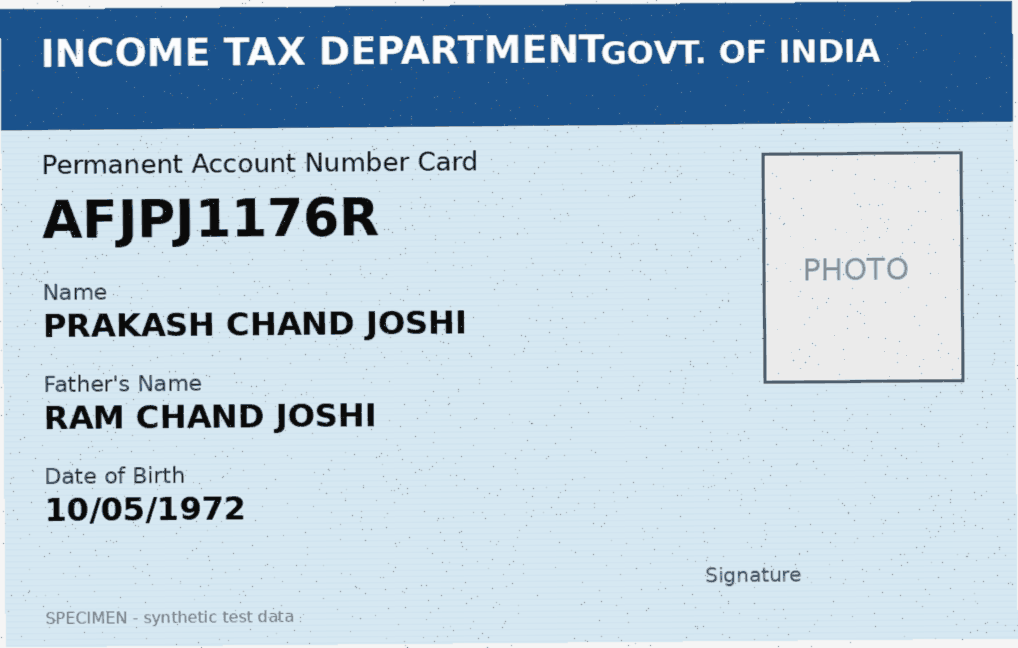 INCOME TAX DEPARTMENT GOVT. OF INDIA
Permanent Account Number Card
AFJPJ1176R
PHOTO
Name
PRAKASH CHAND JOSHI
Father's Name
RAM CHAND JOSHI
Date of Birth
10/05/1972
Signature
SPECIMEN - synthetic test data